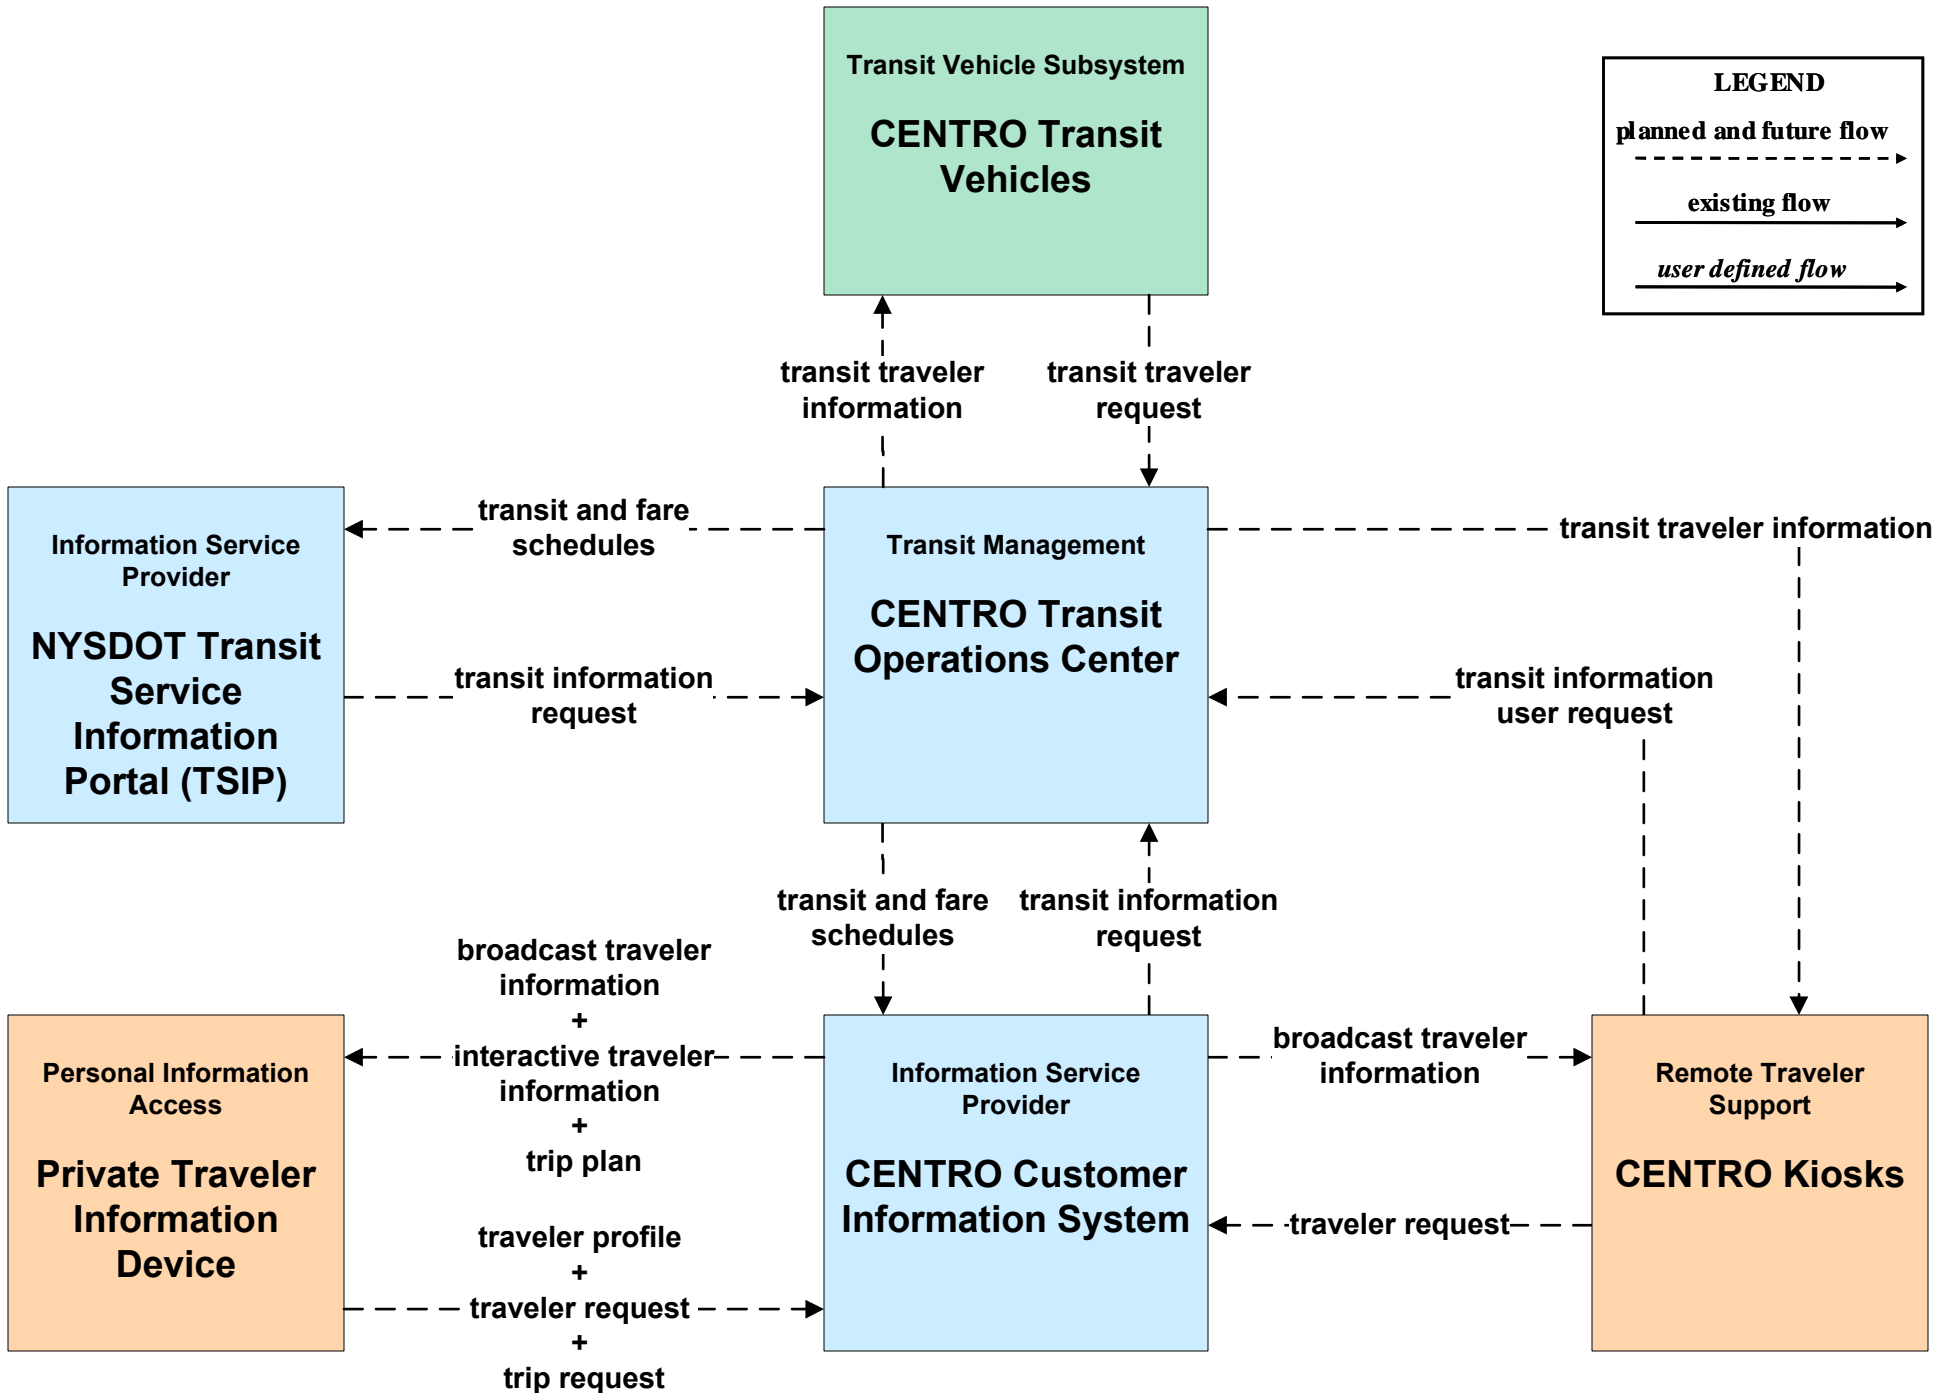 Transit Vehicle Subsystem
CENTRO Transit
Vehicles
LEGEND
planned and future flow
existing flow
user defined flow
transit traveler
information
transit traveler
request
transit and fare
schedules
Information Service
Provider
NYSDOT Transit
Service
Information
Portal (TSIP)
transit information
request
Transit Management
CENTRO Transit
Operations Center
transit traveler information
transit information
user request
transit and fare
schedules
transit information
request
broadcast traveler
information
+
interactive traveler
information
+
trip plan
Personal Information
Access
Private Traveler
Information
Device
traveler profile
+
traveler request
+
trip request
Information Service
Provider
CENTRO Customer
Information System
broadcast traveler
information
traveler request
Remote Traveler
Support
CENTRO Kiosks